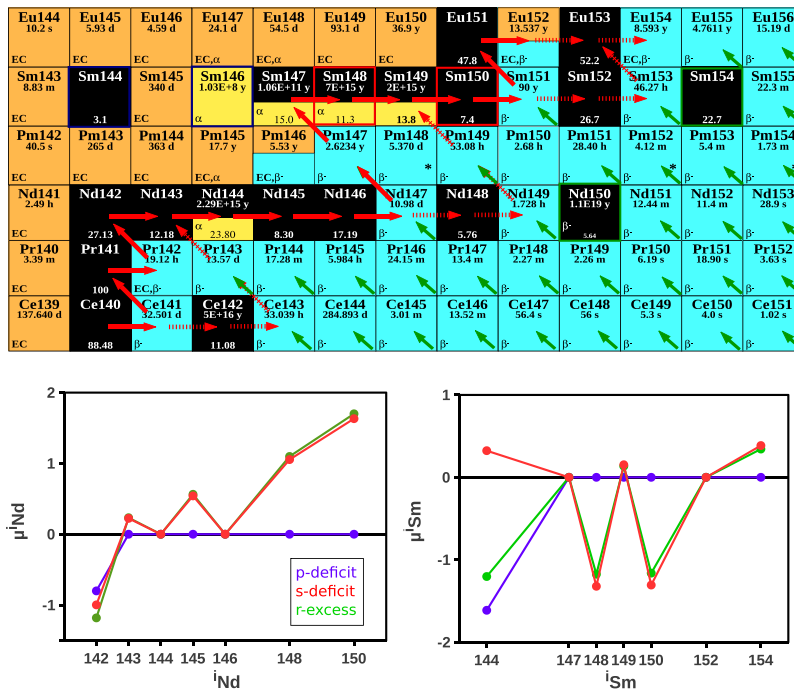 Eu144 Eu145 Eu146 Eu147 Eu148 Eu149 Eu150 Eu151 Eu152 Eu153 Eu154 Eu155 Eu156
10.2 s 5.93 d 4.59 d 24.1 d 54.5 d 93.1 d 36.9 y 13.537 y 8.593 y 4.7611 y 15.19 d
EC EC EC EC,α EC,α EC EC 47.8 EC,β- 52.2 EC,β- β- β-
Sm143 Sm144 Sm145 Sm146 Sm147 Sm148 Sm149 Sm150 Sm151 Sm152 Sm153 Sm154 Sm155
8.83 m 340 d 1.03E+8 y 1.06E+11 y 7E+15 y 2E+15 y 90 y 46.27 h 22.3 m
EC 3.1 EC α α 15.0 α 11.3 α 13.8 7.4 β- 26.7 β- 22.7 β-
Pm142 Pm143 Pm144 Pm145 Pm146 Pm147 Pm148 Pm149 Pm150 Pm151 Pm152 Pm153 Pm154
40.5 s 265 d 363 d 17.7 y 5.53 y 2.6234 y 5.370 d 53.08 h 2.68 h 28.40 h 4.12 m 5.4 m 1.73 m
* * *
EC EC EC EC,α EC,β- β- β- β- β- β- β- β- β-
Nd141 Nd142 Nd143 Nd144 Nd145 Nd146 Nd147 Nd148 Nd149 Nd150 Nd151 Nd152 Nd153
2.49 h 2.29E+15 y 10.98 d 1.728 h 1.1E19 y 12.44 m 11.4 m 28.9 s
EC 27.13 12.18 α 23.80 8.30 17.19 β- 5.76 β- β- 5.64 β- β- β-
Pr140 Pr141 Pr142 Pr143 Pr144 Pr145 Pr146 Pr147 Pr148 Pr149 Pr150 Pr151 Pr152
3.39 m 19.12 h 13.57 d 17.28 m 5.984 h 24.15 m 13.4 m 2.27 m 2.26 m 6.19 s 18.90 s 3.63 s
EC 100 EC,β- β- β- β- β- β- β- β- β- β- β-
Ce139 Ce140 Ce141 Ce142 Ce143 Ce144 Ce145 Ce146 Ce147 Ce148 Ce149 Ce150 Ce151
137.640 d 32.501 d 5E+16 y 33.039 h 284.893 d 3.01 m 13.52 m 56.4 s 56 s 5.3 s 4.0 s 1.02 s
EC 88.48 β- 11.08 β- β- β- β- β- β- β- β- β-
2
1
0
-1
μⁱNd
p-deficit
s-deficit
r-excess
142 143 144 145 146 148 150
ⁱNd
1
0
-1
-2
μⁱSm
144 147 148 149 150 152 154
ⁱSm